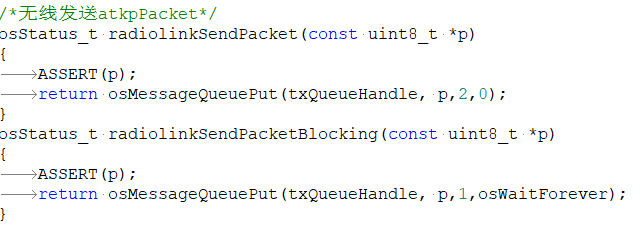 /*无线发送atkpPacket*/
osStatus_t radiolinkSendPacket(const uint8_t *p)
{
ASSERT(p);
return osMessageQueuePut(txQueueHandle, p,2,0);
}
osStatus_t radiolinkSendPacketBlocking(const uint8_t *p)
{
ASSERT(p);
return osMessageQueuePut(txQueueHandle, p,1,osWaitForever);
}